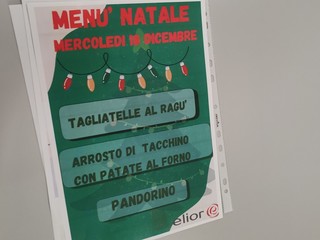 MENU' NATALE
MERCOLEDI 18 DICEMBRE
TAGLIATELLE AL RAGU'
ARROSTO DI TACCHINO
CON PATATE AL FORNO
PANDORINO
elior